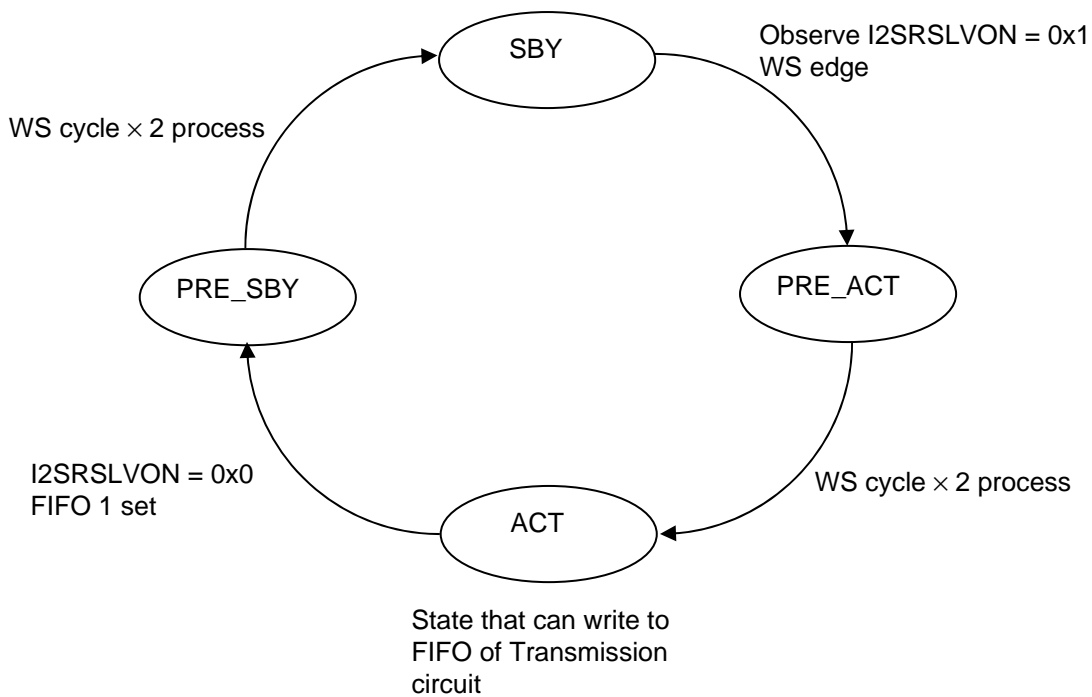 SBY
Observe I2SRSLVON = 0x1
WS edge
WS cycle × 2 process
PRE_SBY
PRE_ACT
I2SRSLVON = 0x0
FIFO 1 set
WS cycle × 2 process
ACT
State that can write to
FIFO of Transmission
circuit